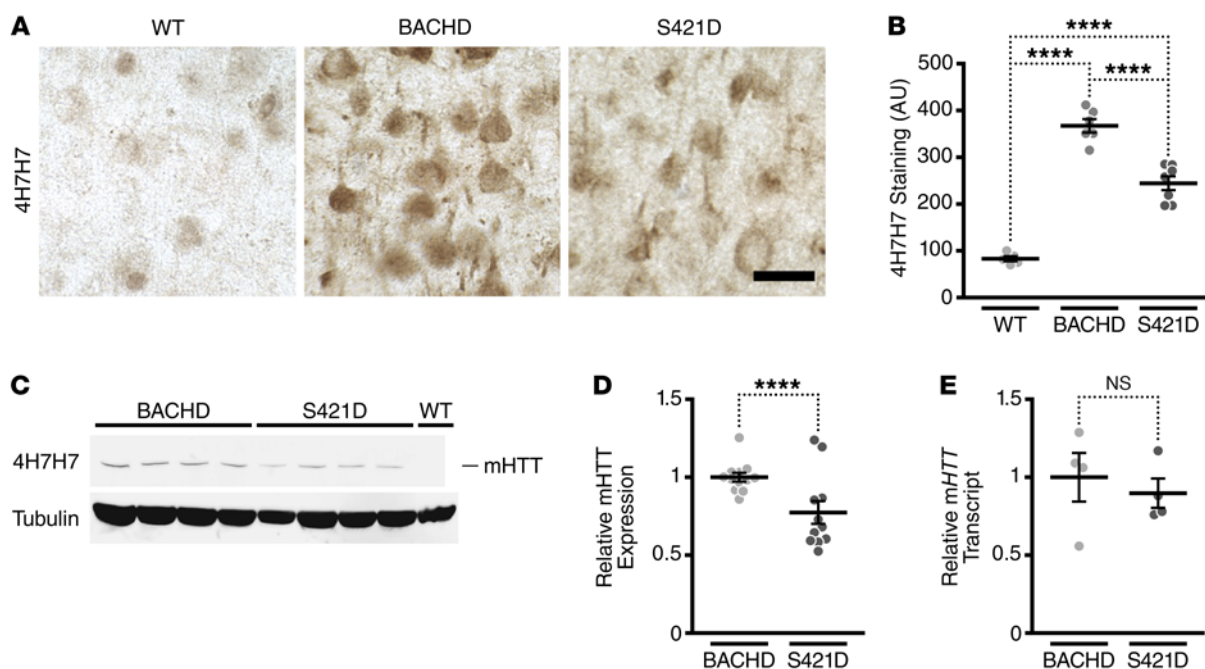 A
WT
BACHD
S421D
4H7H7
B
****
****
****
4H7H7 Staining (AU)
500
400
300
200
100
0
WT
BACHD
S421D
C
BACHD
S421D
WT
4H7H7
mHTT
Tubulin
D
****
Relative mHTT
Expression
1.5
1
0.5
0
BACHD
S421D
E
NS
Relative mHTT
Transcript
1.5
1
0.5
0
BACHD
S421D